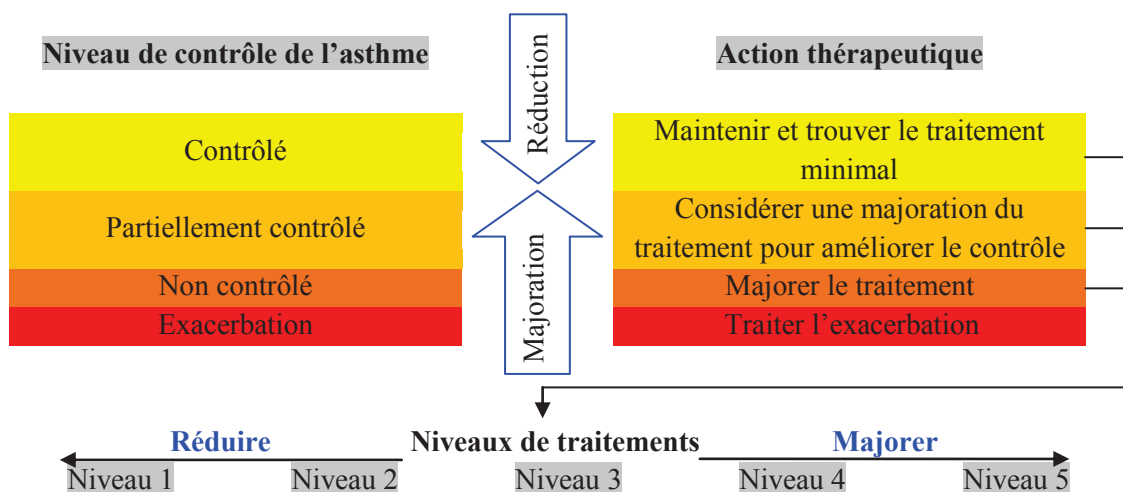 Niveau de contrôle de l’asthme
Réduction
Action thérapeutique
Contrôlé
Maintenir et trouver le traitement
minimal
Partiellement contrôlé
Considérer une majoration du
traitement pour améliorer le contrôle
Majoration
Non contrôlé
Majorer le traitement
Exacerbation
Traiter l’exacerbation
Réduire
Niveaux de traitements
Majorer
Niveau 1
Niveau 2
Niveau 3
Niveau 4
Niveau 5